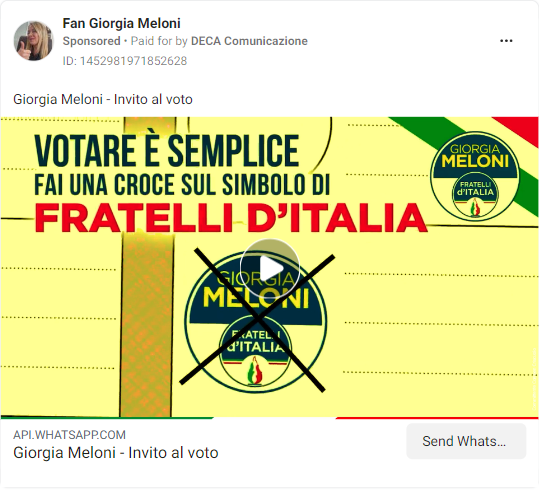 Fan Giorgia Meloni
Sponsored • Paid for by DECA Comunicazione
ID: 1452981971852628
Giorgia Meloni - Invito al voto
VOTARE È SEMPLICE
FAI UNA CROCE SUL SIMBOLO DI
FRATELLI D'ITALIA
GIORGIA
MELONI
FRATELLI
d'ITALIA
GIORGIA
MELONI
FRATELLI
d'ITALIA
API.WHATSAPP.COM
Giorgia Meloni - Invito al voto
Send Whats...